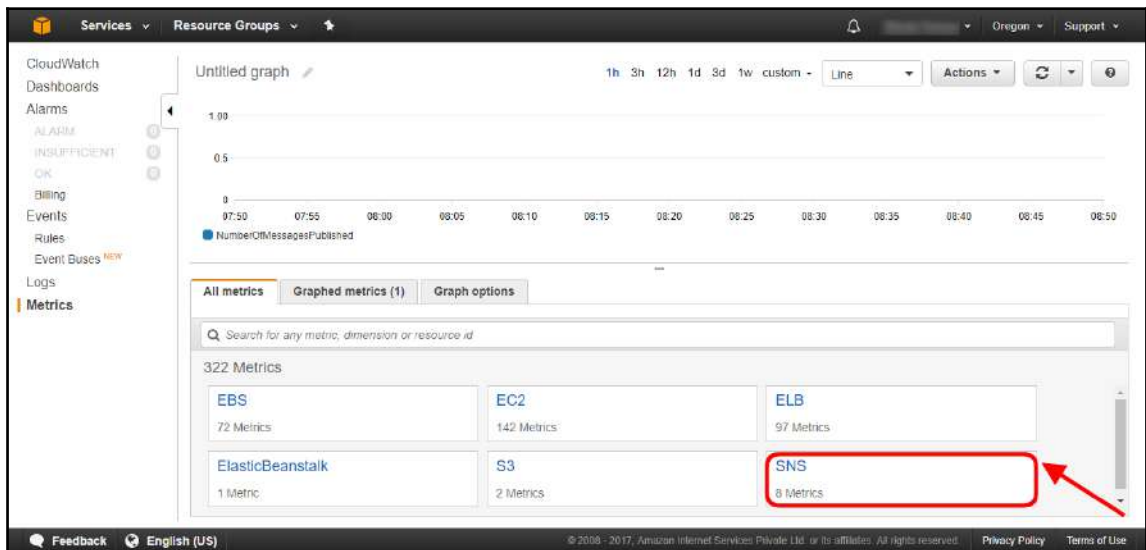 Services Resource Groups Oregon Support
CloudWatch
Dashboards
Alarms
ALARM 0
INSUFFICIENT 0
OK 0
Billing
Events
Rules
Event Buses NEW
Logs
Metrics
Untitled graph 1h 3h 12h 1d 3d 1w custom Line Actions
1.00
0.5
0
07:50 07:55 08:00 08:05 08:10 08:15 08:20 08:25 08:30 08:35 08:40 08:45 08:50
NumberOfMessagesPublished
All metrics Graphed metrics (1) Graph options
Search for any metric, dimension or resource id
322 Metrics
EBS EC2 ELB
72 Metrics 142 Metrics 97 Metrics
ElasticBeanstalk S3 SNS
1 Metric 2 Metrics 8 Metrics
Feedback English (US) © 2008 - 2017, Amazon Internet Services Private Ltd. or its affiliates. All rights reserved. Privacy Policy Terms of Use